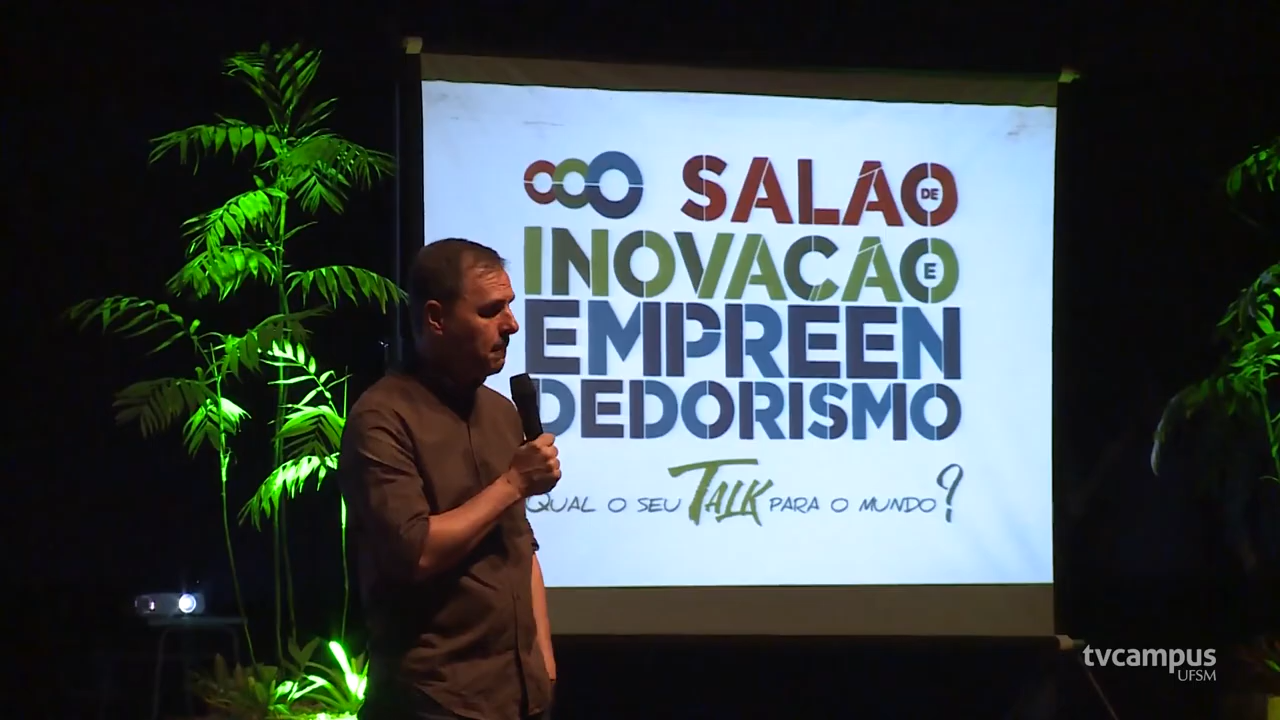 SALÃO DE
INOVAÇÃO E
EMPREEN
DEDORISMO
QUAL O SEU TALK PARA O MUNDO?
tvcampus
UFSM